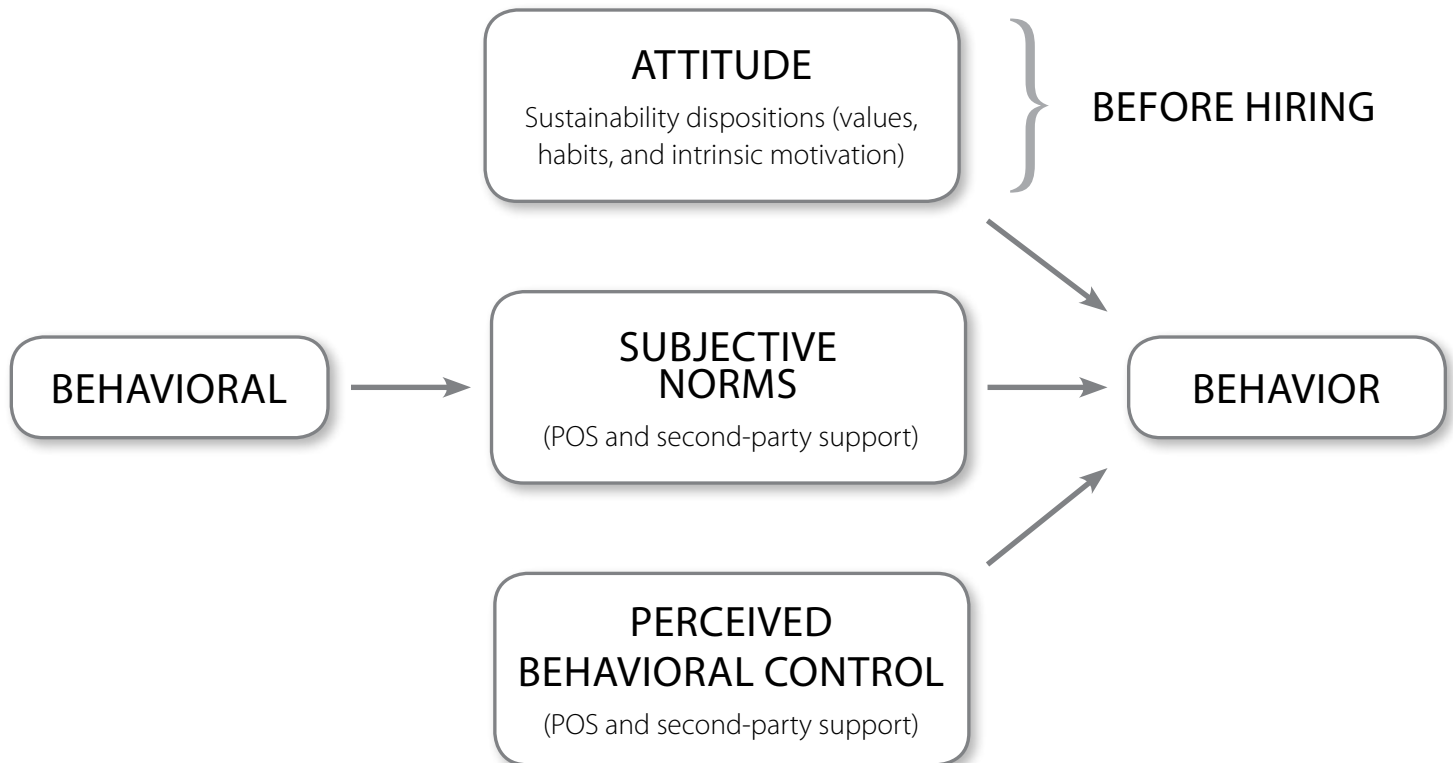 ATTITUDE
Sustainability dispositions (values,
habits, and intrinsic motivation)
BEFORE HIRING
BEHAVIORAL
SUBJECTIVE
NORMS
(POS and second-party support)
BEHAVIOR
PERCEIVED
BEHAVIORAL CONTROL
(POS and second-party support)